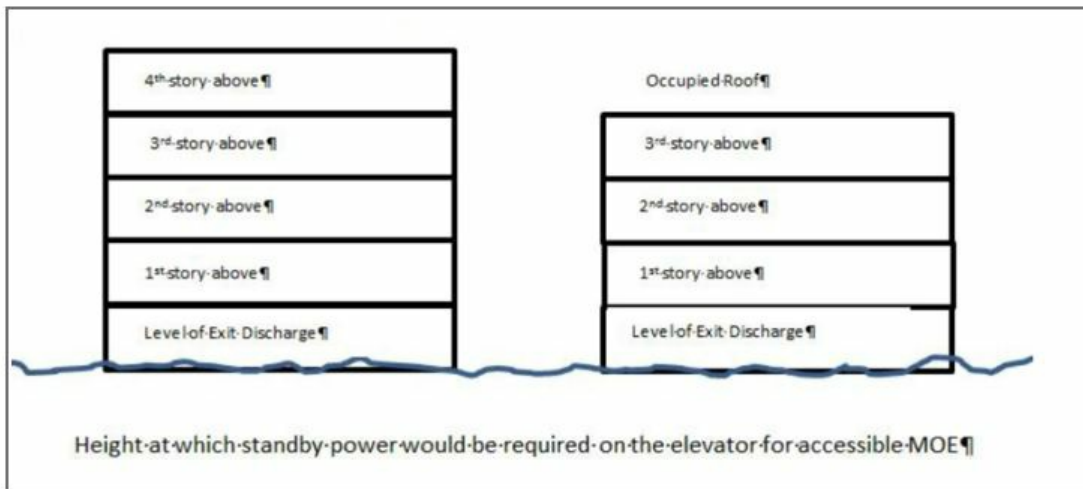 4th·story·above¶
3rd·story·above¶
2nd·story·above¶
1st·story·above¶
Level·of·Exit·Discharge¶
Occupied·Roof¶
3rd·story·above¶
2nd·story·above¶
1st·story·above¶
Level·of·Exit·Discharge¶
Height·at·which·standby·power·would·be·required·on·the·elevator·for·accessible·MOE¶